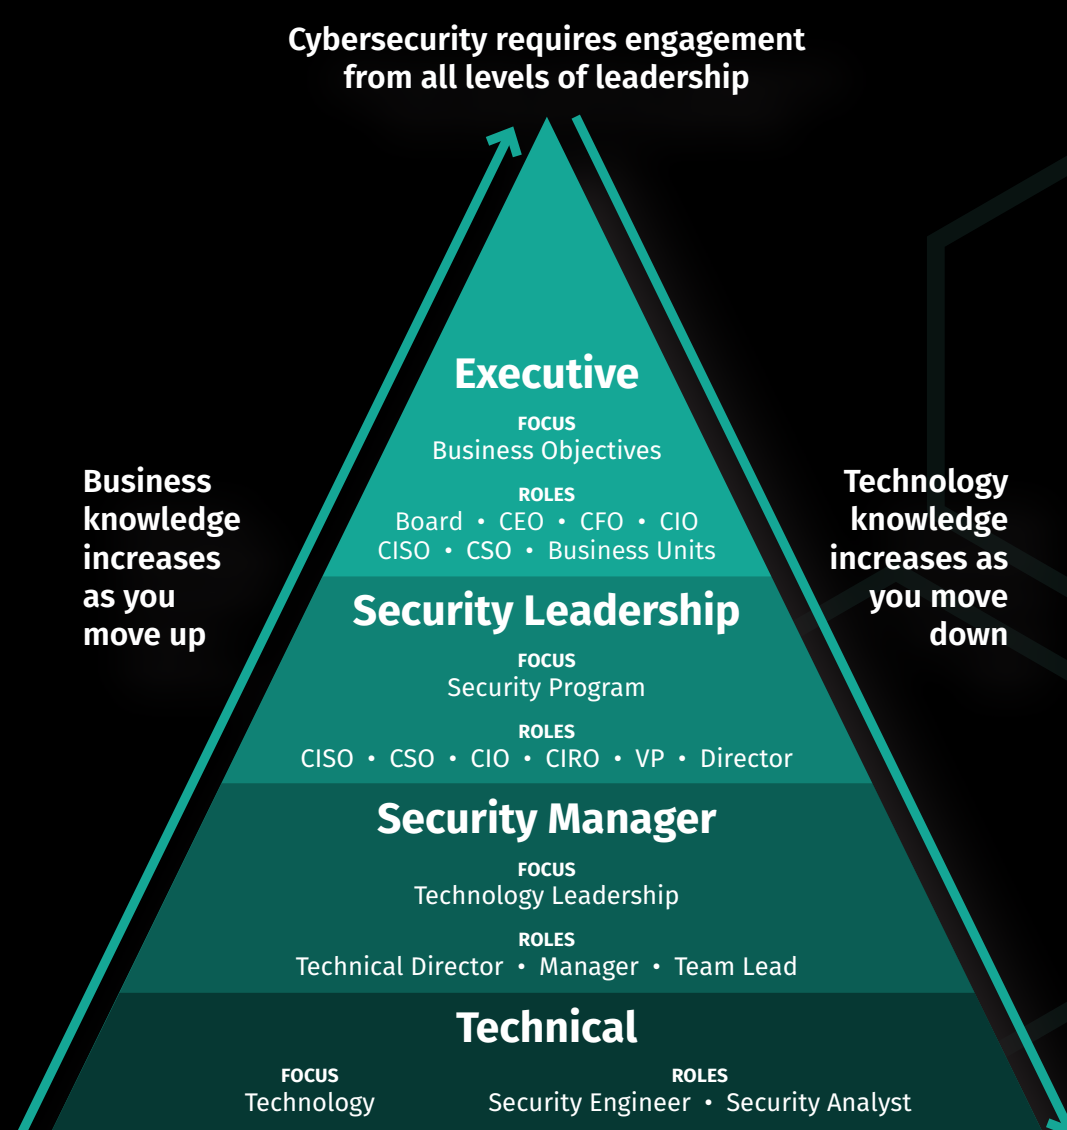 Cybersecurity requires engagement
from all levels of leadership
Executive
FOCUS
Business Objectives
ROLES
Board • CEO • CFO • CIO
CISO • CSO • Business Units
Business
knowledge
increases
as you
move up
Technology
knowledge
increases as
you move
down
Security Leadership
FOCUS
Security Program
ROLES
CISO • CSO • CIO • CIRO • VP • Director
Security Manager
FOCUS
Technology Leadership
ROLES
Technical Director • Manager • Team Lead
Technical
FOCUS
Technology
ROLES
Security Engineer • Security Analyst